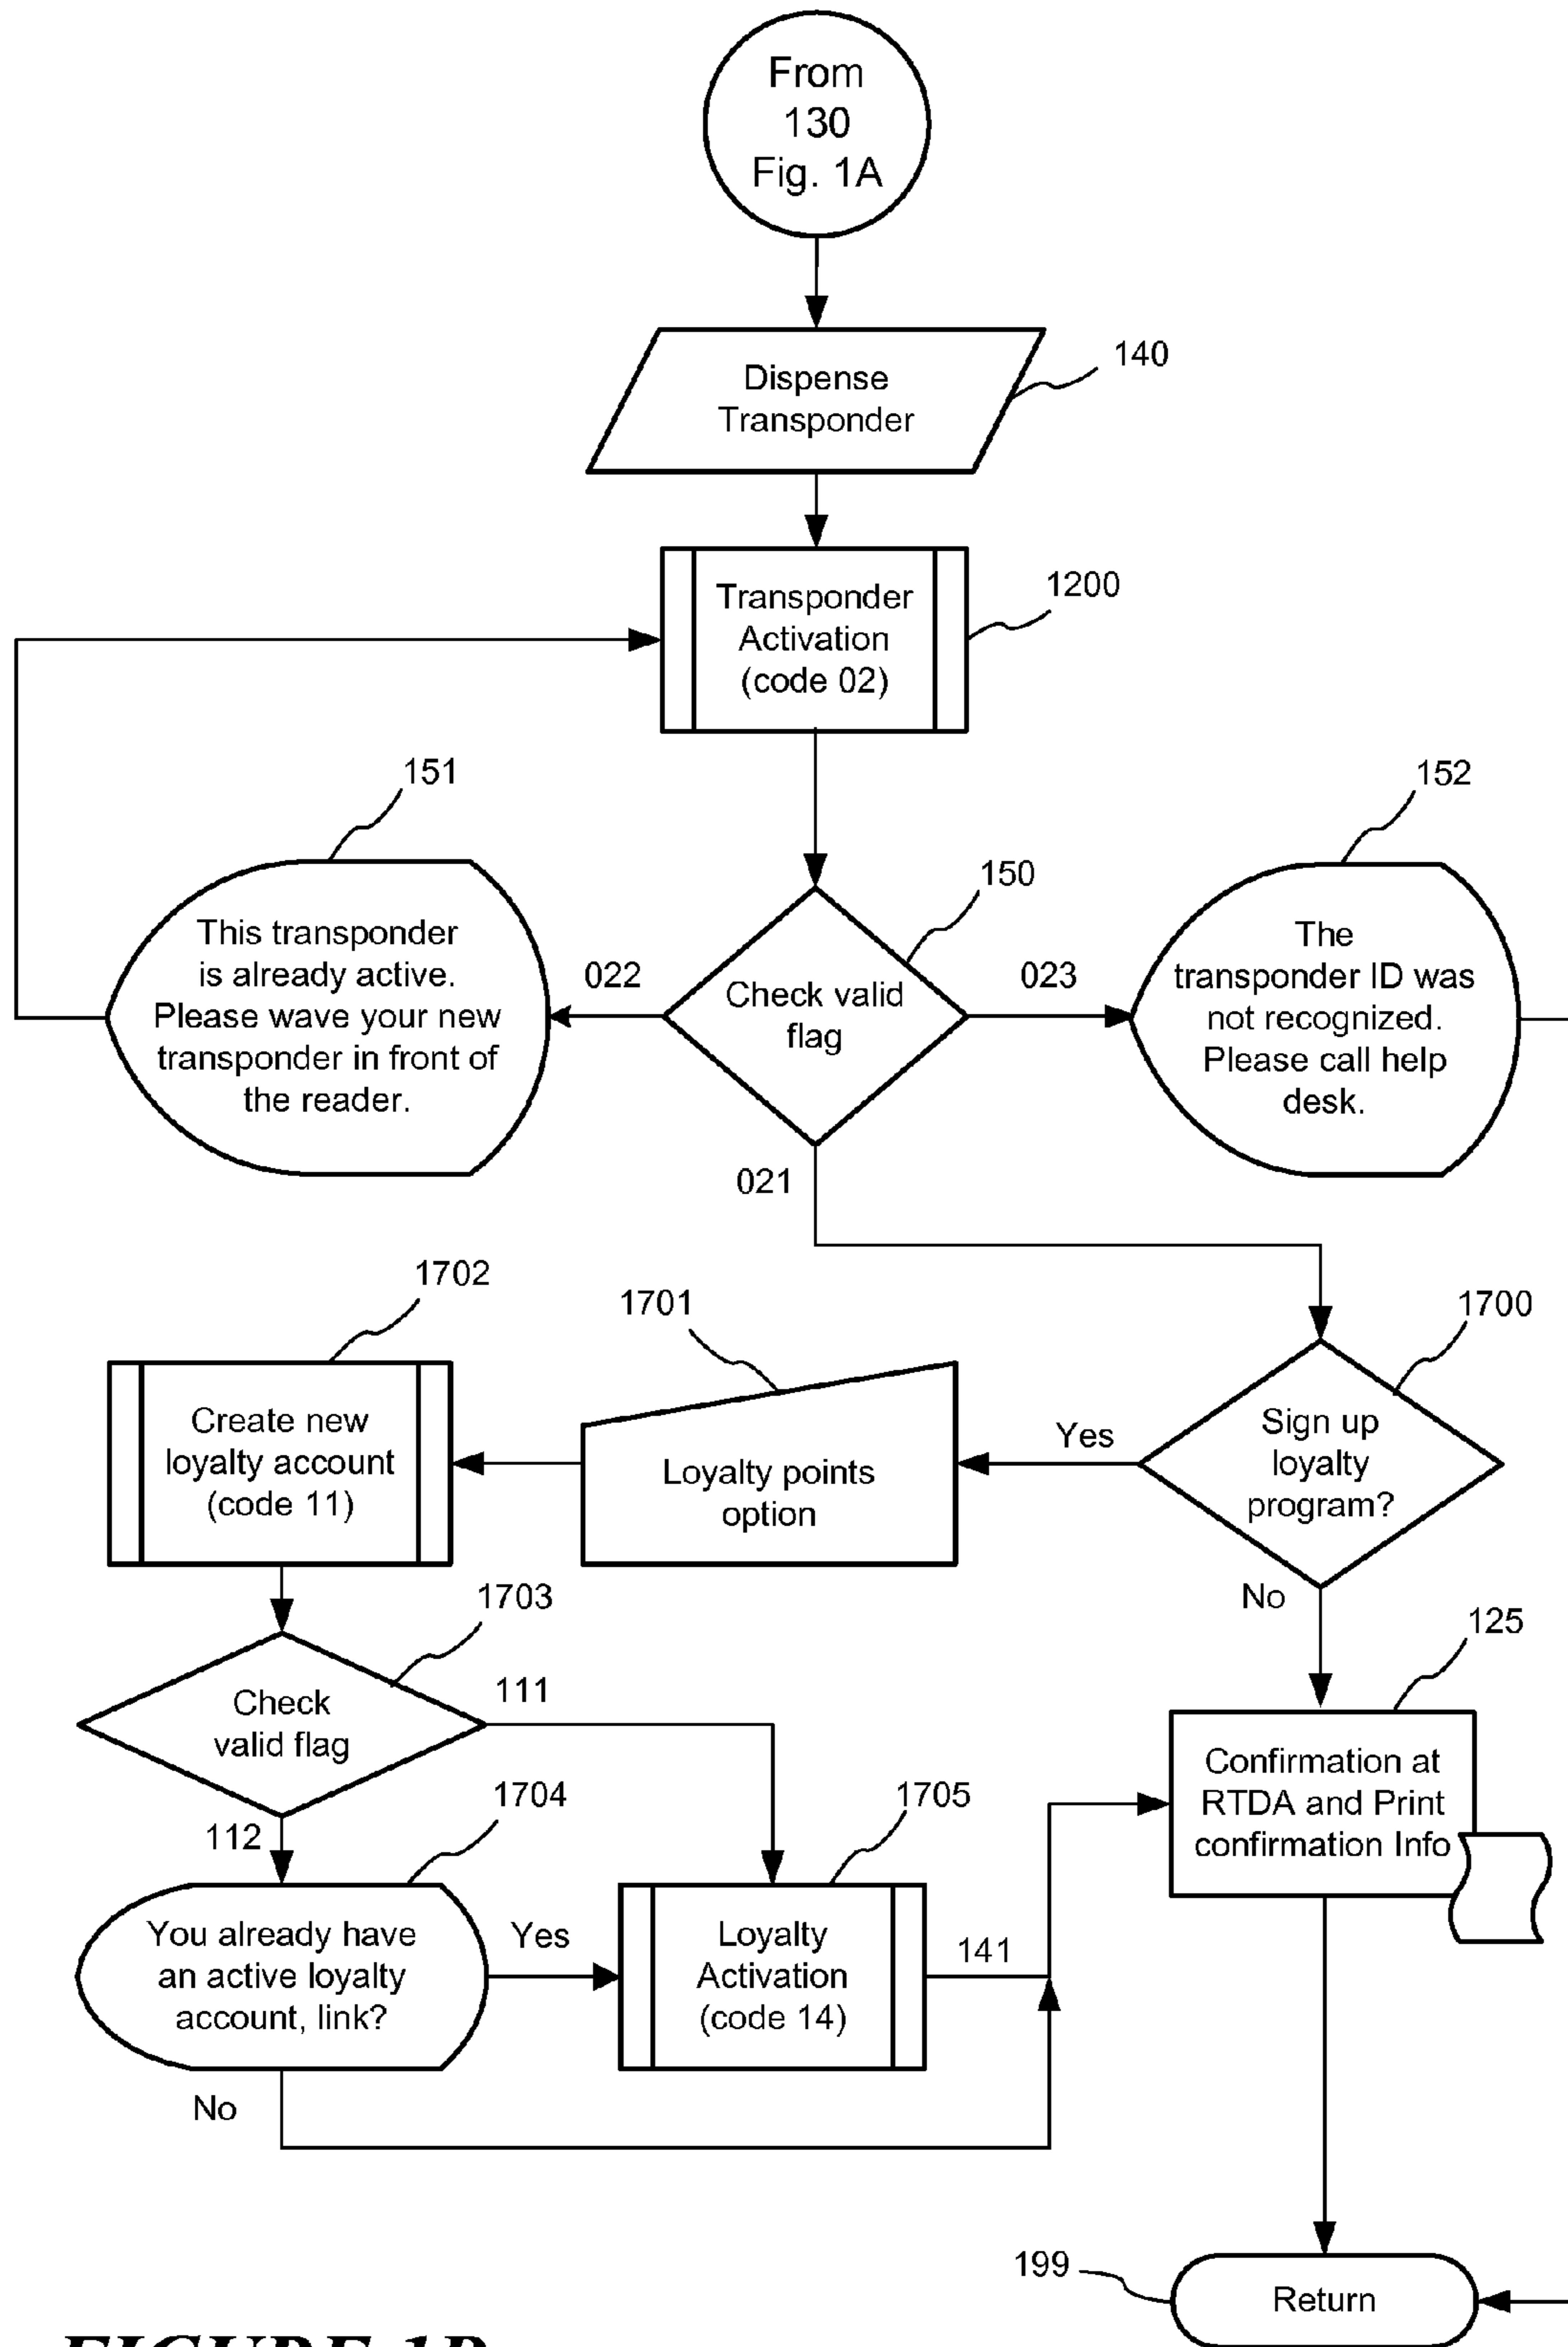 From
130
Fig. 1A
Dispense
Transponder
140
Transponder
Activation
(code 02)
1200
151
152
150
This transponder
is already active.
Please wave your new
transponder in front of
the reader.
022
Check valid
flag
023
The
transponder ID was
not recognized.
Please call help
desk.
021
1702
1701
1700
Create new
loyalty account
(code 11)
Loyalty points
option
Yes
Sign up
loyalty
program?
No
1703
125
Check
valid flag
111
Confirmation at
RTDA and Print
confirmation Info
112
1704
1705
You already have
an active loyalty
account, link?
Yes
Loyalty
Activation
(code 14)
141
No
199
Return
FIGURE 1B